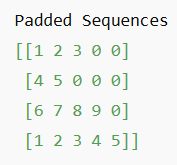 Padded Sequences
[[1 2 3 0 0]
 [4 5 0 0 0]
 [6 7 8 9 0]
 [1 2 3 4 5]]